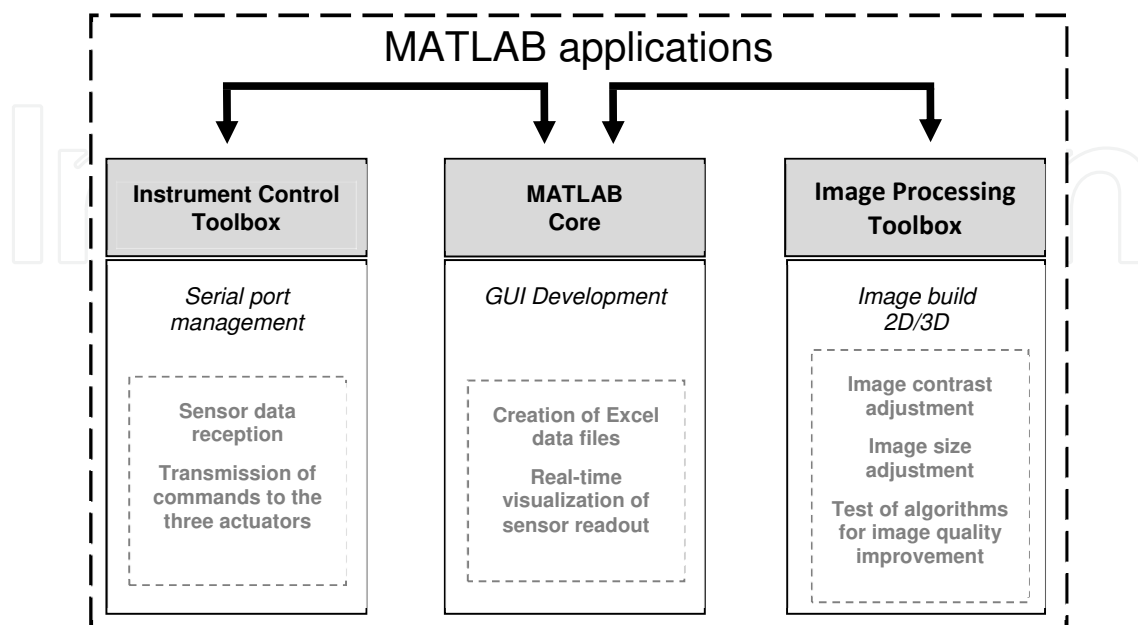 MATLAB applications
Instrument Control
Toolbox
MATLAB
Core
Image Processing
Toolbox
Serial port
management
GUI Development
Image build
2D/3D
Sensor data
reception
Transmission of
commands to the
three actuators
Creation of Excel
data files
Real-time
visualization of
sensor readout
Image contrast
adjustment
Image size
adjustment
Test of algorithms
for image quality
improvement